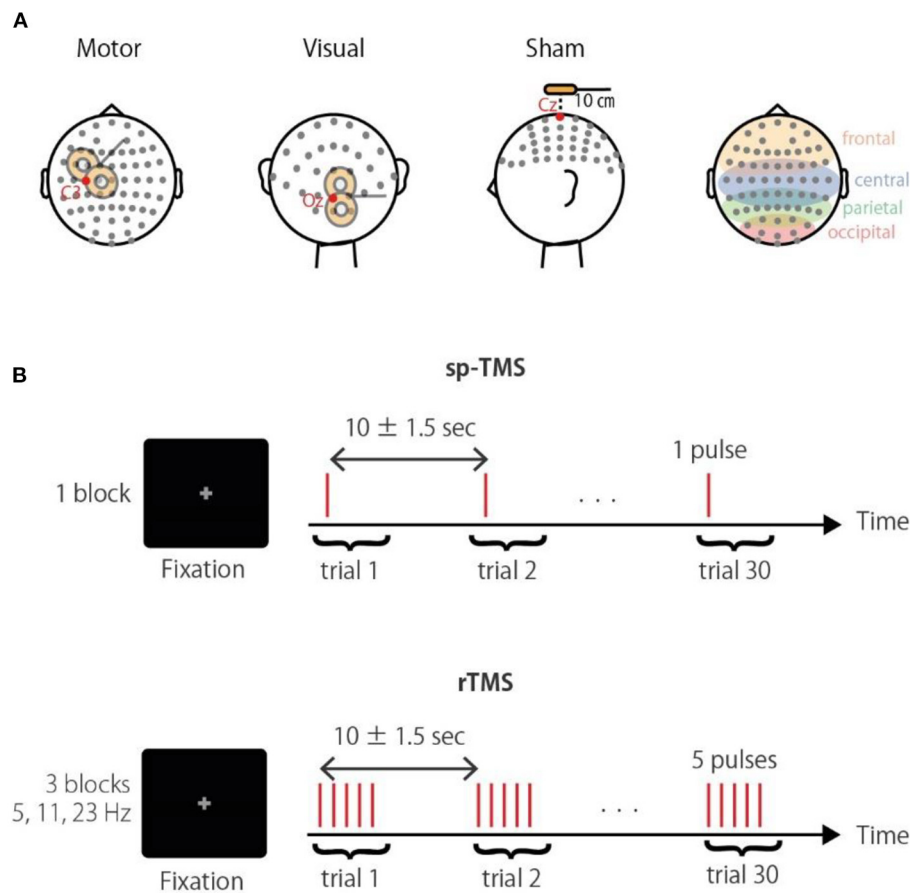 A
Motor
Visual
Sham
Cz
10 cm
C3
Oz
frontal
central
parietal
occipital
B
sp-TMS
10 ± 1.5 sec
1 pulse
1 block
. . .
Time
Fixation
trial 1
trial 2
trial 30
rTMS
10 ± 1.5 sec
5 pulses
3 blocks
5, 11, 23 Hz
. . .
Time
Fixation
trial 1
trial 2
trial 30